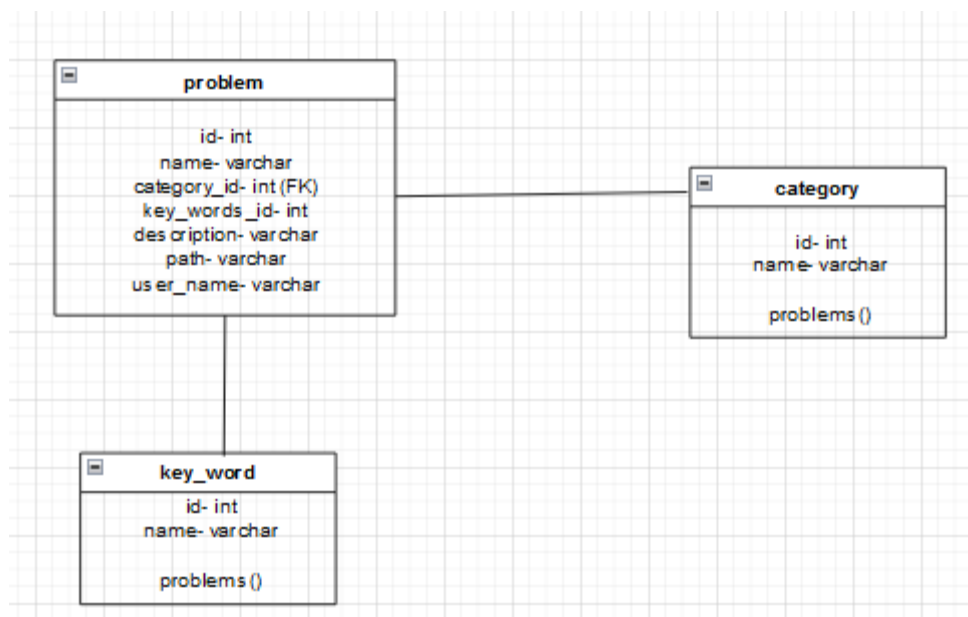 problem
id- int
name- varchar
category_id- int (FK)
key_words_id- int
description- varchar
path- varchar
user_name- varchar
category
id- int
name- varchar
problems()
key_word
id- int
name- varchar
problems()